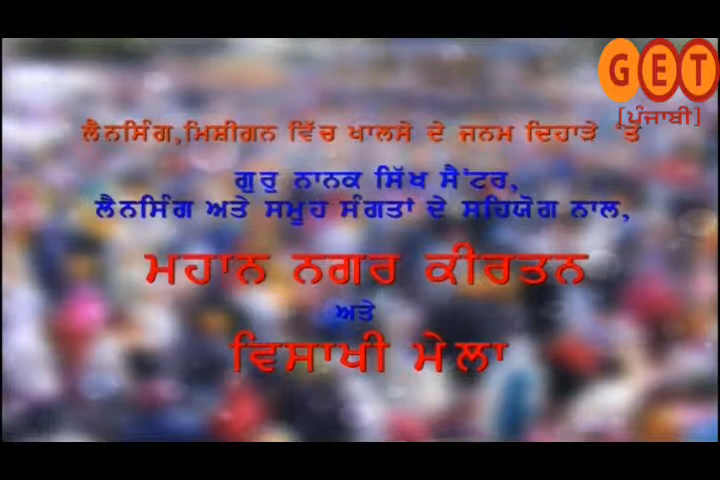 GET
[ਪੰਜਾਬੀ]
ਲੈਨਸਿੰਗ,ਮਿਸ਼ੀਗਨ ਵਿੱਚ ਖਾਲਸੇ ਦੇ ਜਨਮ ਦਿਹਾੜੇ 'ਤੇ
ਗੁਰੁ ਨਾਨਕ ਸਿੱਖ ਸੈਂਟਰ,
ਲੈਨਸਿੰਗ ਅਤੇ ਸਮੂਹ ਸੰਗਤਾਂ ਦੇ ਸਹਿਯੋਗ ਨਾਲ,
ਮਹਾਨ ਨਗਰ ਕੀਰਤਨ
ਅਤੇ
ਵਿਸਾਖੀ ਮੇਲਾ